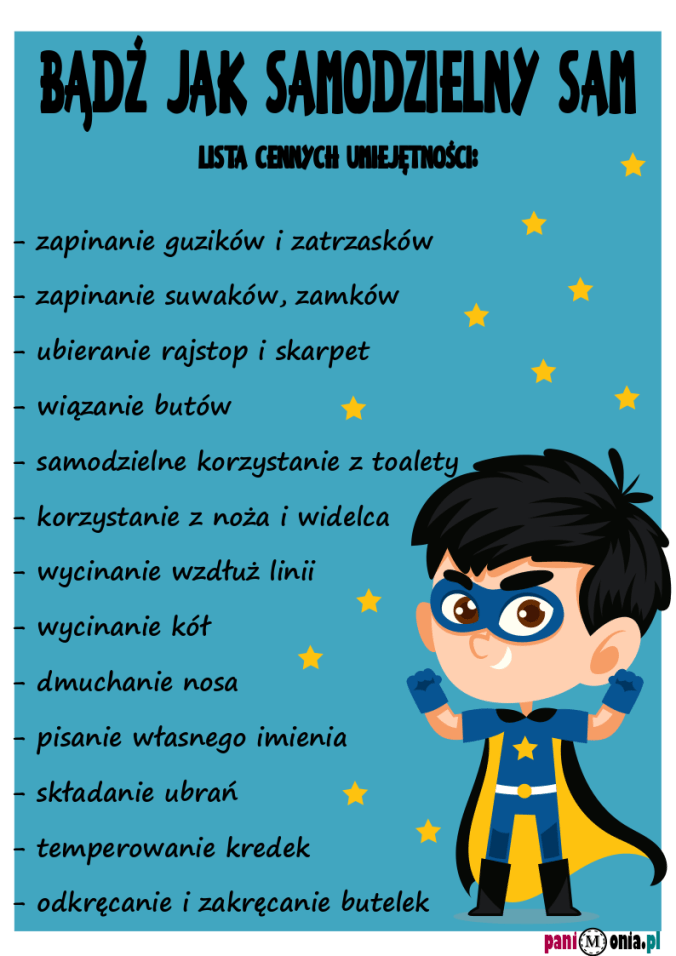 BĄDŹ JAK SAMODZIELNY SAM
LISTA CENNYCH UMIEJĘTNOŚCI:
- zapinanie guzików i zatrzasków
- zapinanie suwaków, zamków
- ubieranie rajstop i skarpet
- wiązanie butów
- samodzielne korzystanie z toalety
- korzystanie z noża i widelca
- wycinanie wzdłuż linii
- wycinanie kół
- dmuchanie nosa
- pisanie własnego imienia
- składanie ubrań
- temperowanie kredek
- odkręcanie i zakręcanie butelek
pani M onia.pl